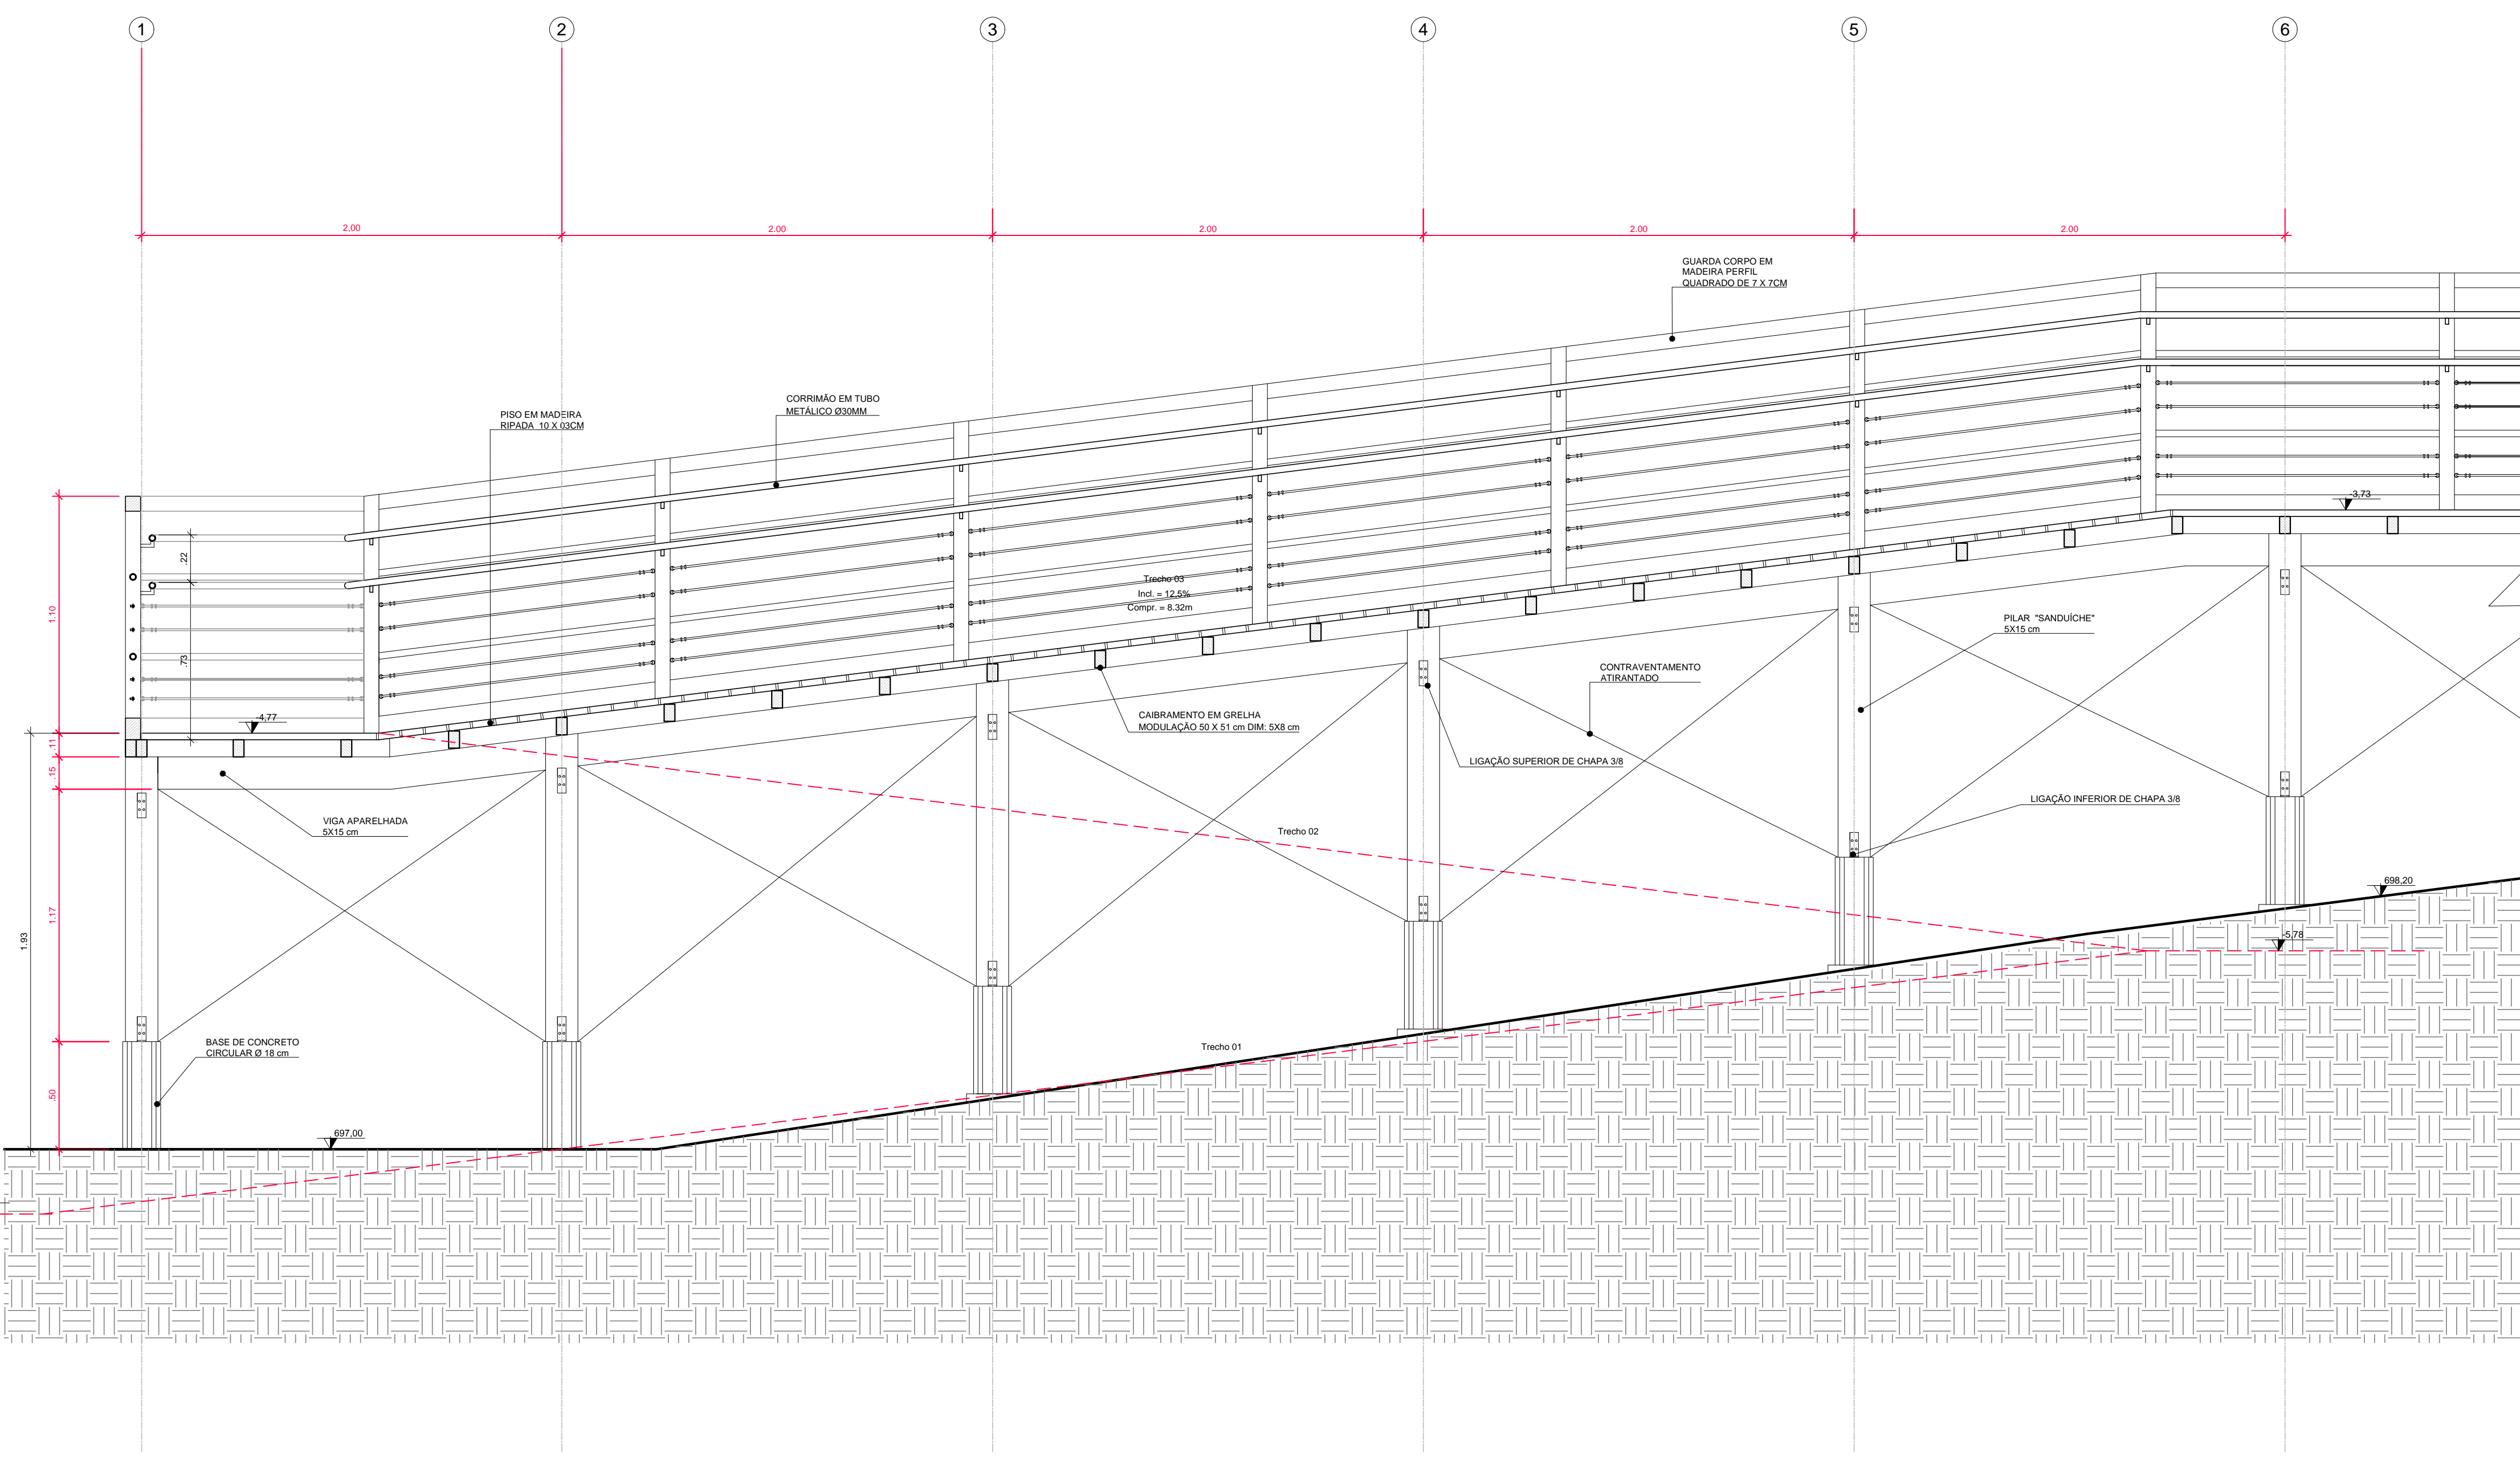 1
2
3
4
5
6
2,00
2.00
2.00
2.00
2.00
GUARDA CORPO EM
MADEIRA PERFIL
QUADRADO DE 7 X 7CM
CORRIMÃO EM TUBO
METÁLICO Ø30MM
PISO EM MADEIRA
RIPADA 10 X 03CM
-3,73
.22
.73
1.10
Trecho 03
Incl. = 12,5%
Compr. = 8.32m
PILAR "SANDUÍCHE"
5X15 cm
CONTRAVENTAMENTO
ATIRANTADO
-4,77
CAIBRAMENTO EM GRELHA
MODULAÇÃO 50 X 51 cm DIM: 5X8 cm
.11
.15
LIGAÇÃO SUPERIOR DE CHAPA 3/8
LIGAÇÃO INFERIOR DE CHAPA 3/8
VIGA APARELHADA
5X15 cm
Trecho 02
698,20
1.17
1.93
-5,78
BASE DE CONCRETO
CIRCULAR Ø 18 cm
Trecho 01
.50
697,00